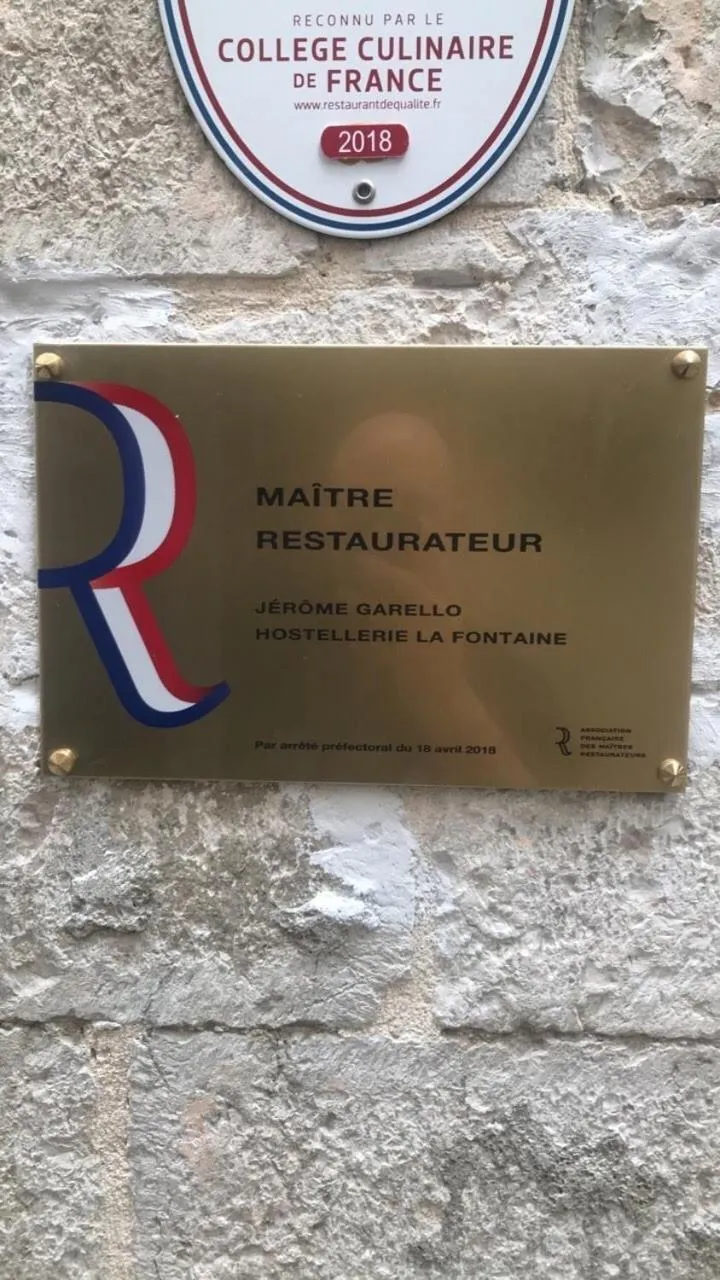 RECONNU PAR LE
COLLEGE CULINAIRE
DE FRANCE
www.restaurantdequalite.fr
2018
MAÎTRE
RESTAURATEUR
JÉRÔME GARELLO
HOSTELLERIE LA FONTAINE
Par arrêté préfectoral du 18 avril 2018
ASSOCIATION
FRANÇAISE
DES MAÎTRES
RESTAURATEURS